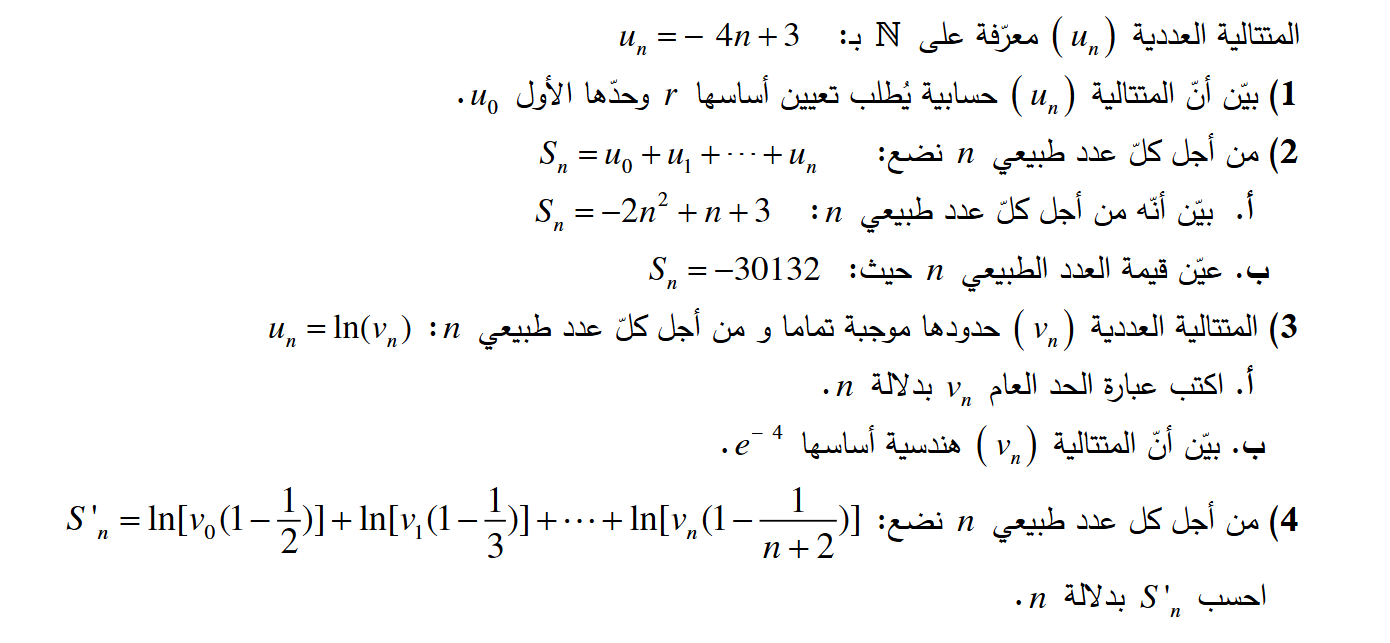 المتتالية العددية (u_n) معرّفة على ℕ بـ: u_n = − 4n + 3
1) بيّن أنّ المتتالية (u_n) حسابية يُطلب تعيين أساسها r وحدّها الأول u_0 .
2) من أجل كلّ عدد طبيعي n نضع: S_n = u_0 + u_1 + ⋯ + u_n
أ. بيّن أنّه من أجل كلّ عدد طبيعي n : S_n = −2n² + n + 3
ب. عيّن قيمة العدد الطبيعي n حيث: S_n = −30132
3) المتتالية العددية (v_n) حدودها موجبة تماما و من أجل كلّ عدد طبيعي n : u_n = ln(v_n)
أ. اكتب عبارة الحد العام v_n بدلالة n .
ب. بيّن أنّ المتتالية (v_n) هندسية أساسها e^{− 4} .
4) من أجل كل عدد طبيعي n نضع: S'_n = ln[v_0(1 − 1/2)] + ln[v_1(1 − 1/3)] + ⋯ + ln[v_n(1 − 1/(n + 2))]
احسب S'_n بدلالة n .